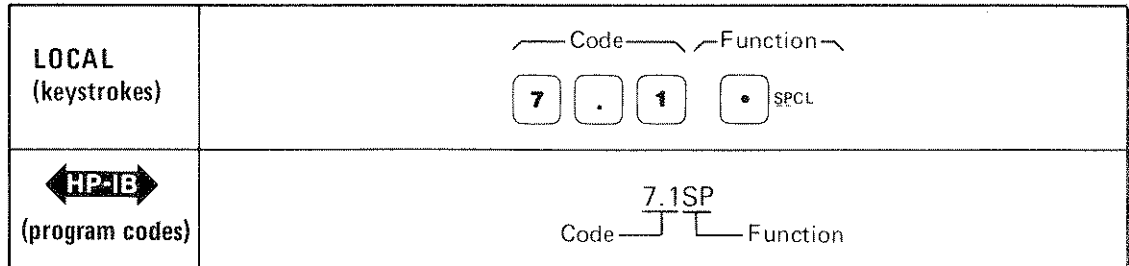 LOCAL
(keystrokes)
Code Function
7 . 1 • SPCL
HP-IB
(program codes)
7.1SP
Code Function